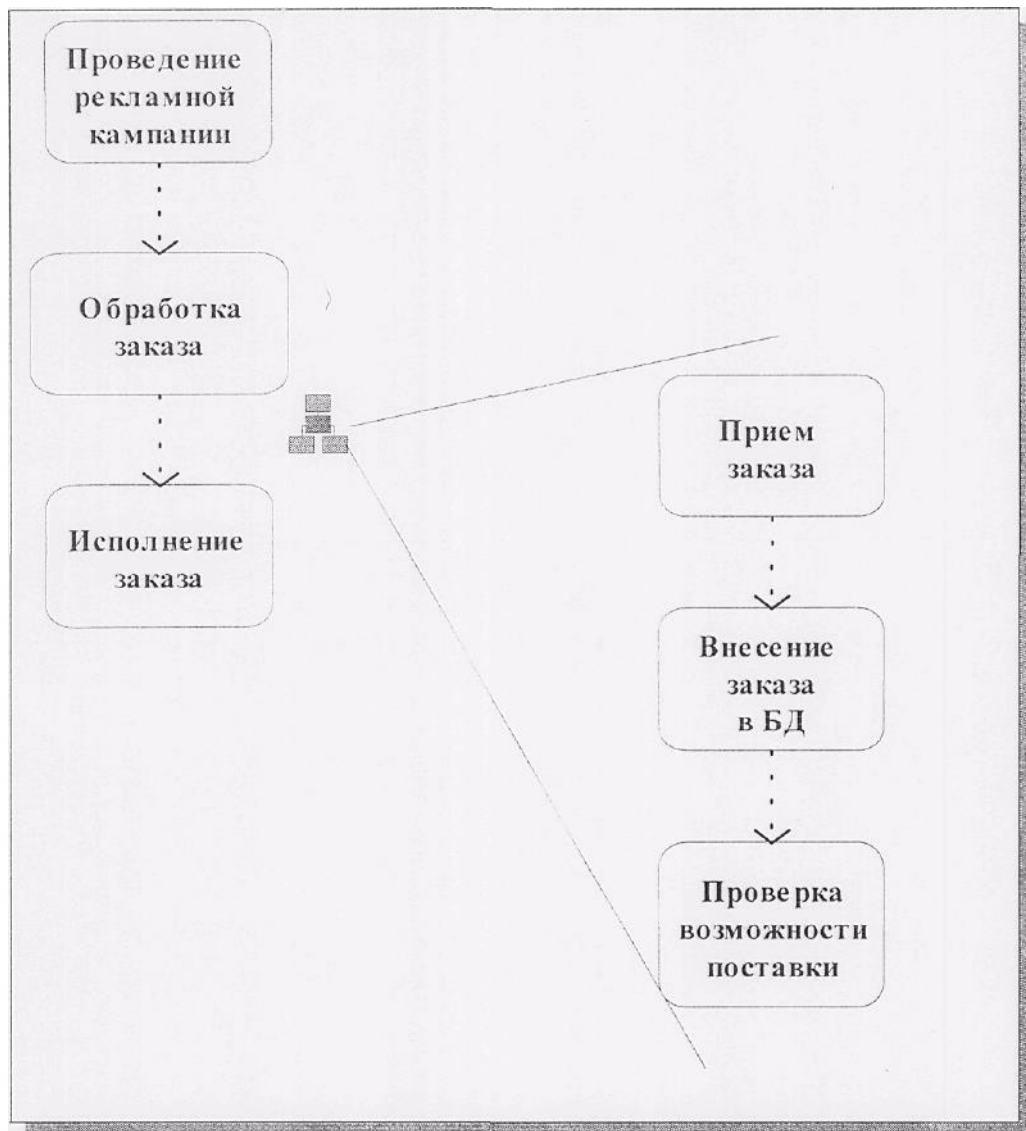 Проведение
рекламной
кампании
Обработка
заказа
Исполнение
заказа
Прием
заказа
Внесение
заказа
в БД
Проверка
возможности
поставки